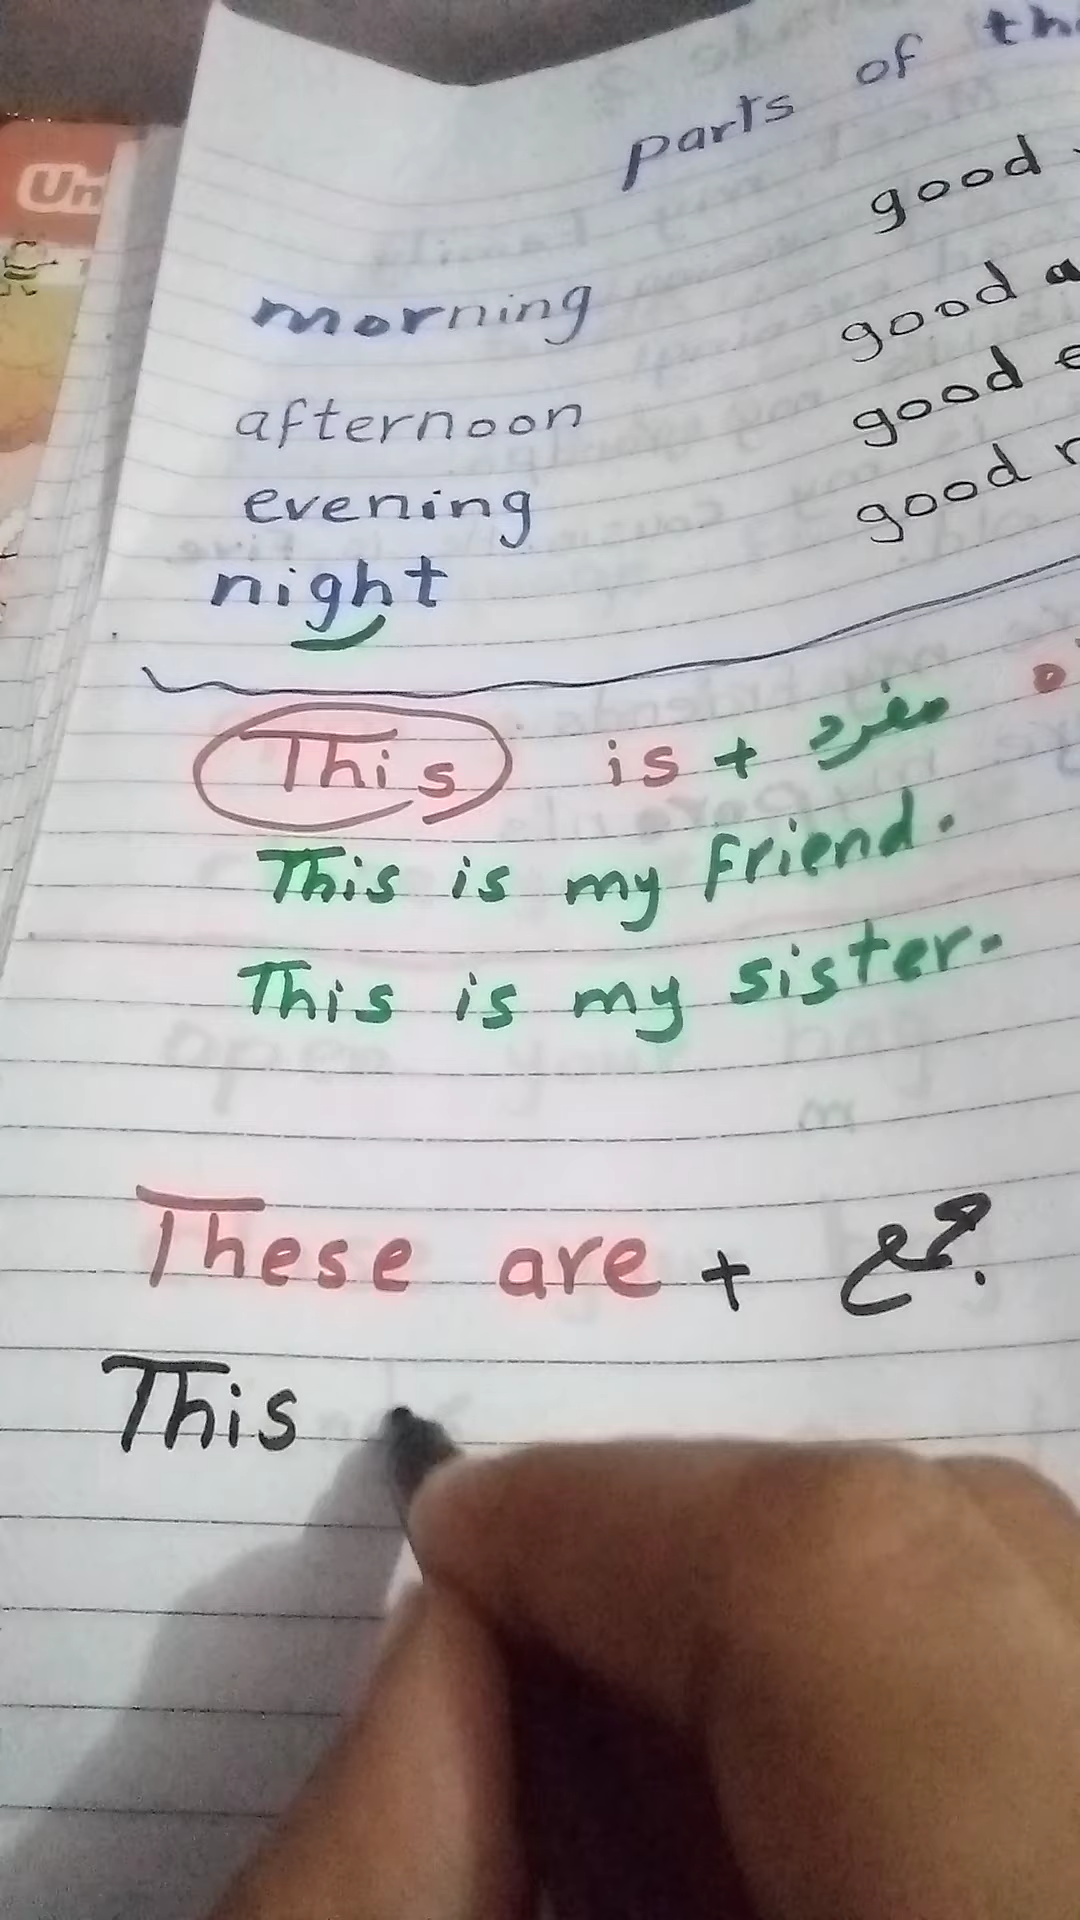 parts of
Un
good
morning
good
afternoon
good
evening
good
night
This is + مفرد
This is my friend.
This is my sister.
These are + جمع
This